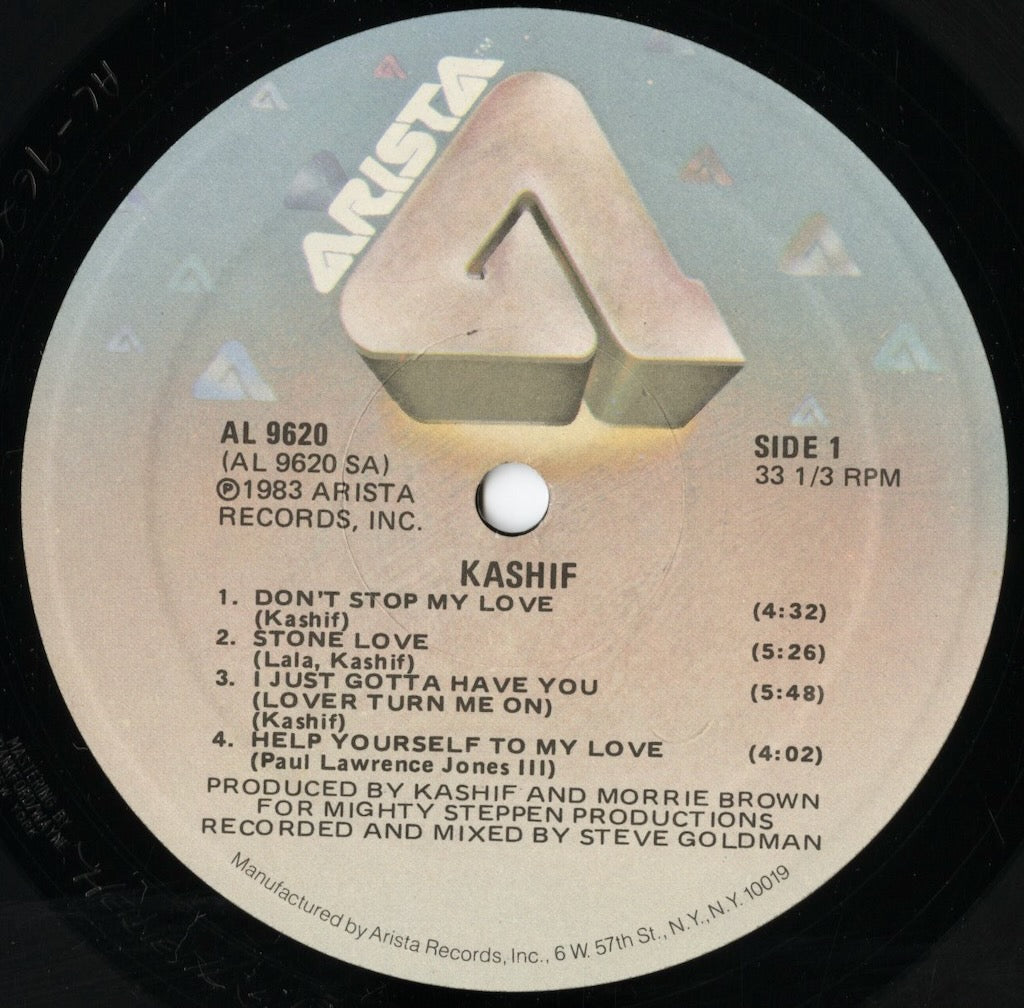 ARISTA™
AL 9620
(AL 9620 SA)
℗1983 ARISTA
RECORDS, INC.
SIDE 1
33 1/3 RPM
KASHIF
1. DON'T STOP MY LOVE (4:32)
(Kashif)
2. STONE LOVE (5:26)
(Lala, Kashif)
3. I JUST GOTTA HAVE YOU (5:48)
(LOVER TURN ME ON)
(Kashif)
4. HELP YOURSELF TO MY LOVE (4:02)
(Paul Lawrence Jones III)
PRODUCED BY KASHIF AND MORRIE BROWN
FOR MIGHTY STEPPEN PRODUCTIONS
RECORDED AND MIXED BY STEVE GOLDMAN
Manufactured by Arista Records, Inc., 6 W. 57th St., N.Y., N.Y. 10019
MASTERING BY